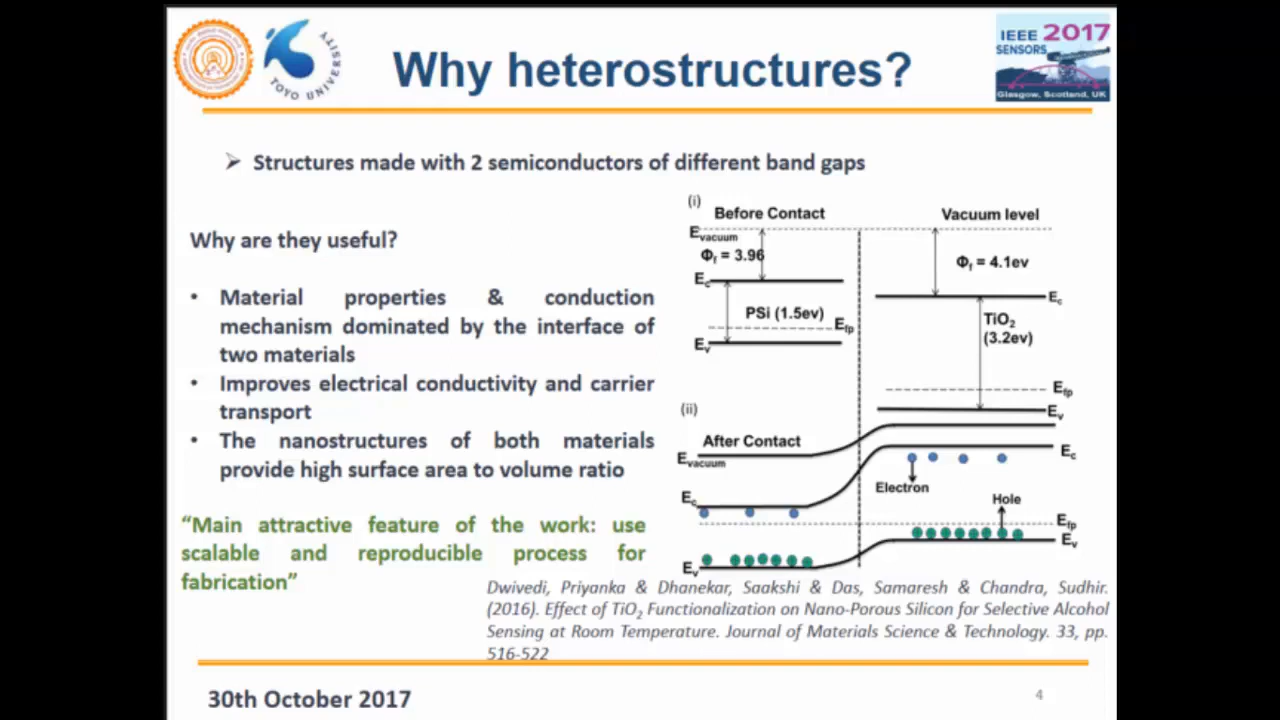 TOYO UNIVERSITY
Why heterostructures?
IEEE 2017
SENSORS
Glasgow, Scotland, UK
➢ Structures made with 2 semiconductors of different band gaps
Why are they useful?
• Material properties & conduction
mechanism dominated by the interface of
two materials
• Improves electrical conductivity and carrier
transport
• The nanostructures of both materials
provide high surface area to volume ratio
“Main attractive feature of the work: use
scalable and reproducible process for
fabrication”
(i)
Before Contact
Vacuum level
Evacuum
Φf = 3.96
Φf = 4.1ev
Ec
Ec
PSi (1.5ev)
Efp
TiO2
(3.2ev)
Ev
Efp
Ev
(ii)
After Contact
Evacuum
Ec
Electron
Ec
Hole
Efp
Ev
Ev
Dwivedi, Priyanka & Dhanekar, Saakshi & Das, Samaresh & Chandra, Sudhir.
(2016). Effect of TiO2 Functionalization on Nano-Porous Silicon for Selective Alcohol
Sensing at Room Temperature. Journal of Materials Science & Technology. 33, pp.
516-522
30th October 2017
4